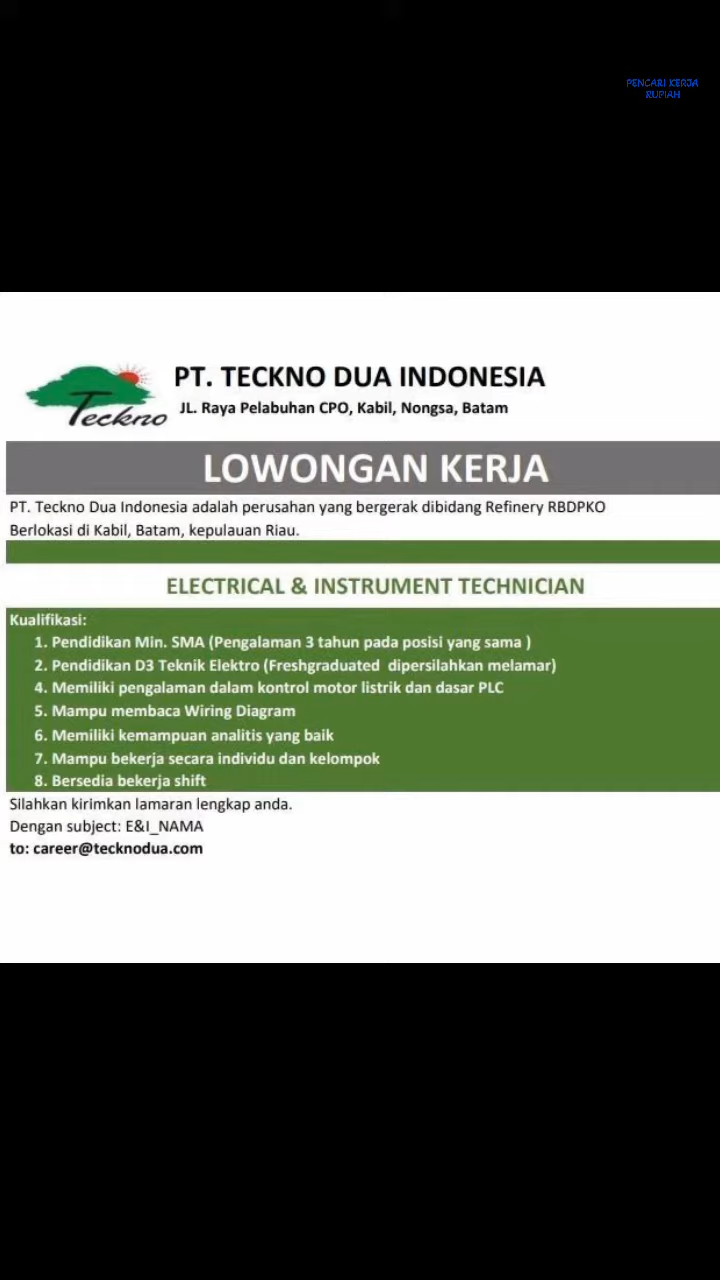 PENCARI KERJA
RUPIAH
Teckno
PT. TECKNO DUA INDONESIA
JL. Raya Pelabuhan CPO, Kabil, Nongsa, Batam
LOWONGAN KERJA
PT. Teckno Dua Indonesia adalah perusahan yang bergerak dibidang Refinery RBDPKO
Berlokasi di Kabil, Batam, kepulauan Riau.
ELECTRICAL & INSTRUMENT TECHNICIAN
Kualifikasi:
1. Pendidikan Min. SMA (Pengalaman 3 tahun pada posisi yang sama )
2. Pendidikan D3 Teknik Elektro (Freshgraduated dipersilahkan melamar)
4. Memiliki pengalaman dalam kontrol motor listrik dan dasar PLC
5. Mampu membaca Wiring Diagram
6. Memiliki kemampuan analitis yang baik
7. Mampu bekerja secara individu dan kelompok
8. Bersedia bekerja shift
Silahkan kirimkan lamaran lengkap anda.
Dengan subject: E&I_NAMA
to: career@tecknodua.com